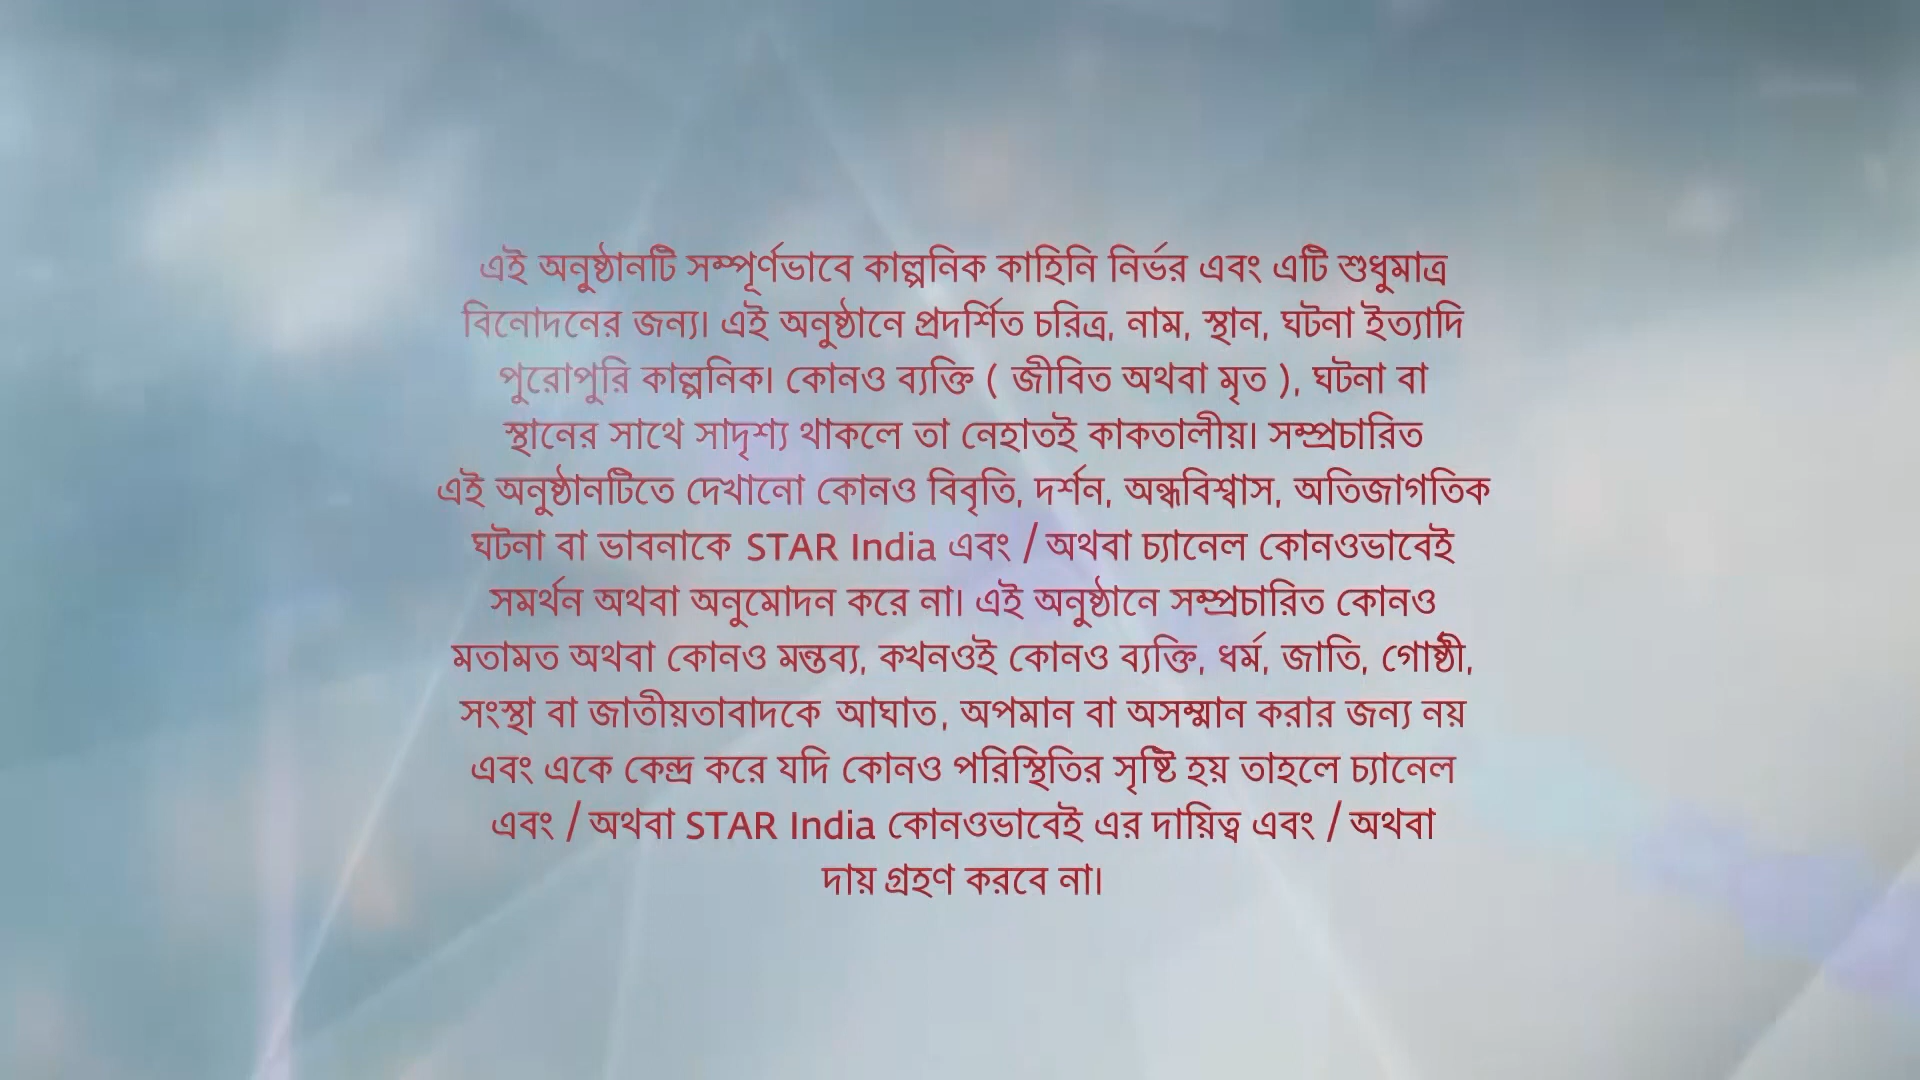 এই অনুষ্ঠানটি সম্পূর্ণভাবে কাল্পনিক কাহিনি নির্ভর এবং এটি শুধুমাত্র
বিনোদনের জন্য। এই অনুষ্ঠানে প্রদর্শিত চরিত্র, নাম, স্থান, ঘটনা ইত্যাদি
পুরোপুরি কাল্পনিক। কোনও ব্যক্তি ( জীবিত অথবা মৃত ), ঘটনা বা
স্থানের সাথে সাদৃশ্য থাকলে তা নেহাতই কাকতালীয়। সম্প্রচারিত
এই অনুষ্ঠানটিতে দেখানো কোনও বিবৃতি, দর্শন, অন্ধবিশ্বাস, অতিজাগতিক
ঘটনা বা ভাবনাকে STAR India এবং / অথবা চ্যানেল কোনওভাবেই
সমর্থন অথবা অনুমোদন করে না। এই অনুষ্ঠানে সম্প্রচারিত কোনও
মতামত অথবা কোনও মন্তব্য, কখনওই কোনও ব্যক্তি, ধর্ম, জাতি, গোষ্ঠী,
সংস্থা বা জাতীয়তাবাদকে আঘাত, অপমান বা অসম্মান করার জন্য নয়
এবং একে কেন্দ্র করে যদি কোনও পরিস্থিতির সৃষ্টি হয় তাহলে চ্যানেল
এবং / অথবা STAR India কোনওভাবেই এর দায়িত্ব এবং / অথবা
দায় গ্রহণ করবে না।